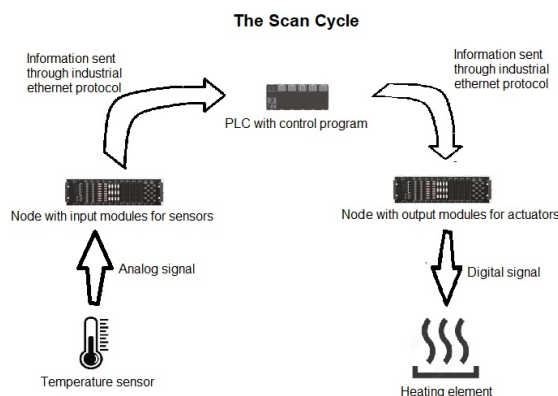 The Scan Cycle
Information sent
through industrial
ethernet protocol
Information sent
through industrial
ethernet protocol
PLC with control program
Node with input modules for sensors
Node with output modules for actuators
Analog signal
Digital signal
Temperature sensor
Heating element